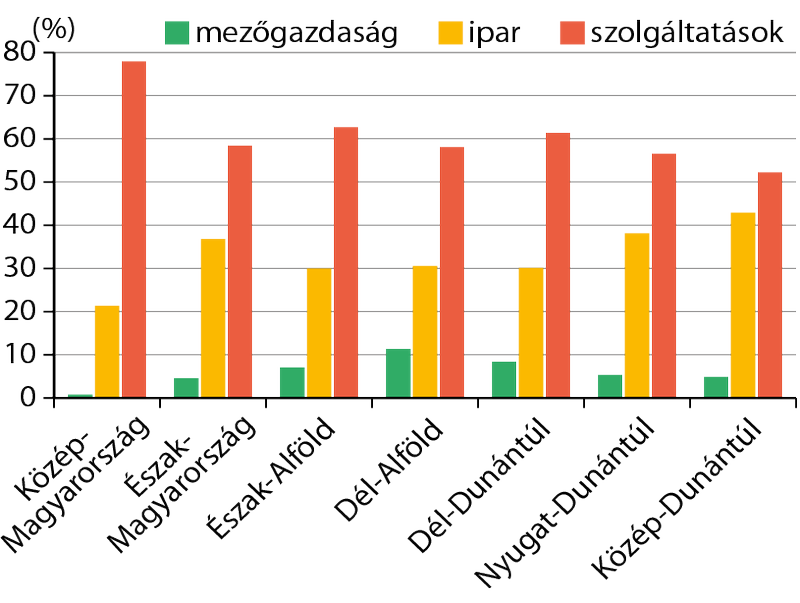 (%)
mezőgazdaság ipar szolgáltatások
80
70
60
50
40
30
20
10
0
Közép-
Magyarország
Észak-
Magyarország
Észak-Alföld
Dél-Alföld
Dél-Dunántúl
Nyugat-Dunántúl
Közép-Dunántúl